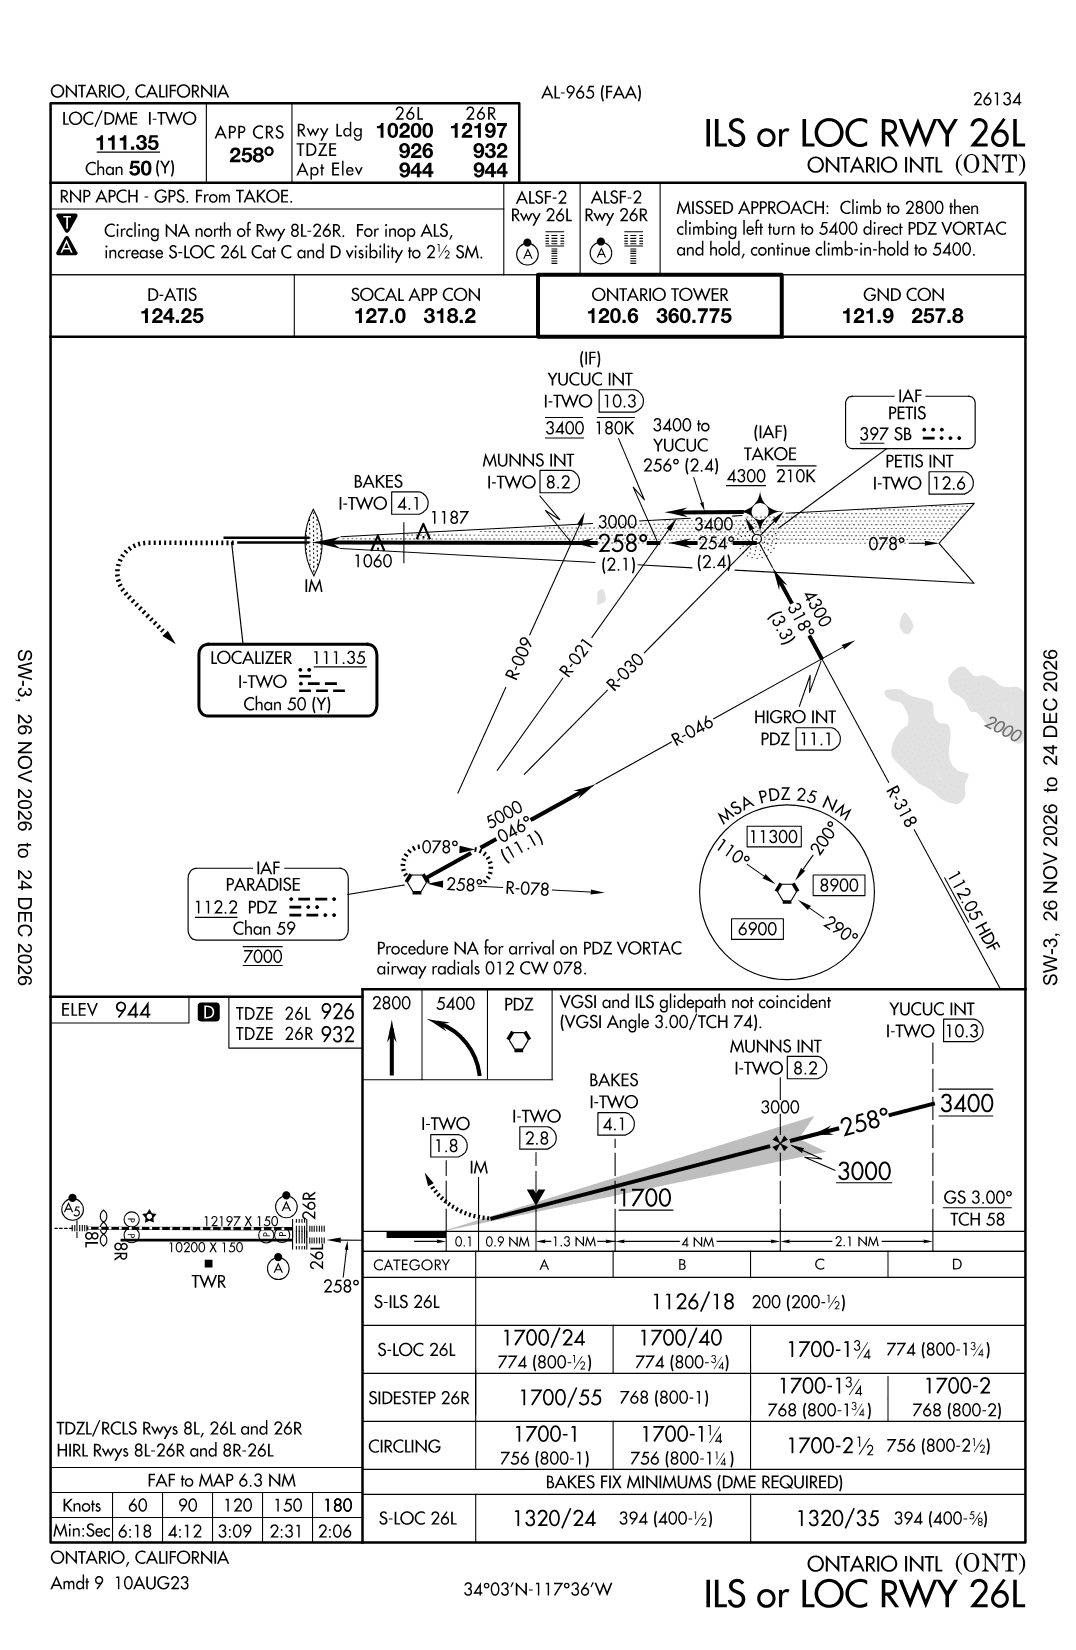 ONTARIO, CALIFORNIA
AL-965 (FAA)
26134
ILS or LOC RWY 26L
ONTARIO INTL (ONT)
LOC/DME I-TWO
111.35
Chan 50 (Y)
APP CRS
258°
26L 26R
Rwy Ldg 10200 12197
TDZE 926 932
Apt Elev 944 944
RNP APCH - GPS. From TAKOE.
T
A
Circling NA north of Rwy 8L-26R. For inop ALS,
increase S-LOC 26L Cat C and D visibility to 2½ SM.
ALSF-2
Rwy 26L
A
ALSF-2
Rwy 26R
A
MISSED APPROACH: Climb to 2800 then
climbing left turn to 5400 direct PDZ VORTAC
and hold, continue climb-in-hold to 5400.
D-ATIS
124.25
SOCAL APP CON
127.0 318.2
ONTARIO TOWER
120.6 360.775
GND CON
121.9 257.8
(IF)
YUCUC INT
I-TWO 10.3
3400 180K
3400 to
YUCUC
256° (2.4)
(IAF)
TAKOE
4300 210K
IAF
PETIS
397 SB
PETIS INT
I-TWO 12.6
MUNNS INT
I-TWO 8.2
BAKES
I-TWO 4.1
1187
1060
IM
3000
258°
(2.1)
3400
254°
(2.4)
078°
4300
318°
(3.3)
LOCALIZER 111.35
I-TWO
Chan 50 (Y)
R-009
R-021
R-030
R-046
HIGRO INT
PDZ 11.1
2000
R-318
112.05 HDF
5000
046°
(11.1)
078°
258°
R-078
IAF
PARADISE
112.2 PDZ
Chan 59
7000
MSA PDZ 25 NM
11300
110°
200°
8900
6900
290°
Procedure NA for arrival on PDZ VORTAC
airway radials 012 CW 078.
SW-3, 26 NOV 2026 to 24 DEC 2026
SW-3, 26 NOV 2026 to 24 DEC 2026
ELEV 944
D
TDZE 26L 926
TDZE 26R 932
A5
8L
8R
P
P
P
A
26R
12197 X 150
10200 X 150
26L
A
TWR
258°
TDZL/RCLS Rwys 8L, 26L and 26R
HIRL Rwys 8L-26R and 8R-26L
FAF to MAP 6.3 NM
Knots 60 90 120 150 180
Min:Sec 6:18 4:12 3:09 2:31 2:06
2800
5400
PDZ
VGSI and ILS glidepath not coincident
(VGSI Angle 3.00/TCH 74).
YUCUC INT
I-TWO 10.3
MUNNS INT
I-TWO 8.2
BAKES
I-TWO
4.1
I-TWO
2.8
I-TWO
1.8
IM
3000
258°
3400
3000
1700
GS 3.00°
TCH 58
0.1 0.9 NM 1.3 NM 4 NM 2.1 NM
CATEGORY A B C D
S-ILS 26L 1126/18 200 (200-½)
S-LOC 26L
1700/24
774 (800-½)
1700/40
774 (800-¾)
1700-1¾ 774 (800-1¾)
SIDESTEP 26R
1700/55 768 (800-1)
1700-1¾
768 (800-1¾)
1700-2
768 (800-2)
CIRCLING
1700-1
756 (800-1)
1700-1¼
756 (800-1¼)
1700-2½ 756 (800-2½)
BAKES FIX MINIMUMS (DME REQUIRED)
S-LOC 26L 1320/24 394 (400-½) 1320/35 394 (400-⅝)
ONTARIO, CALIFORNIA
Amdt 9 10AUG23
34°03'N-117°36'W
ONTARIO INTL (ONT)
ILS or LOC RWY 26L